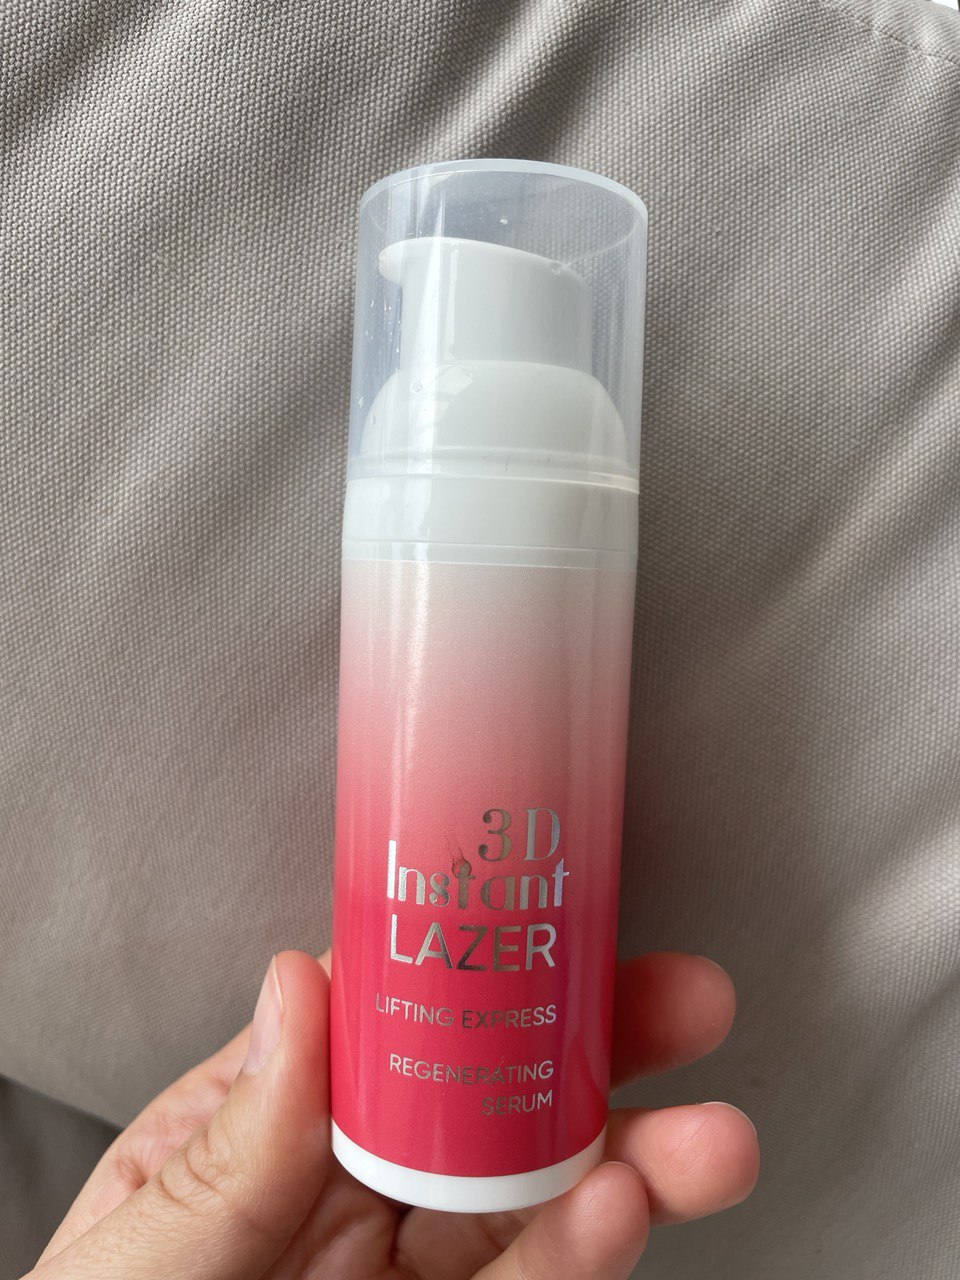 3D
Instant
LAZER
LIFTING EXPRESS
REGENERATING
SERUM